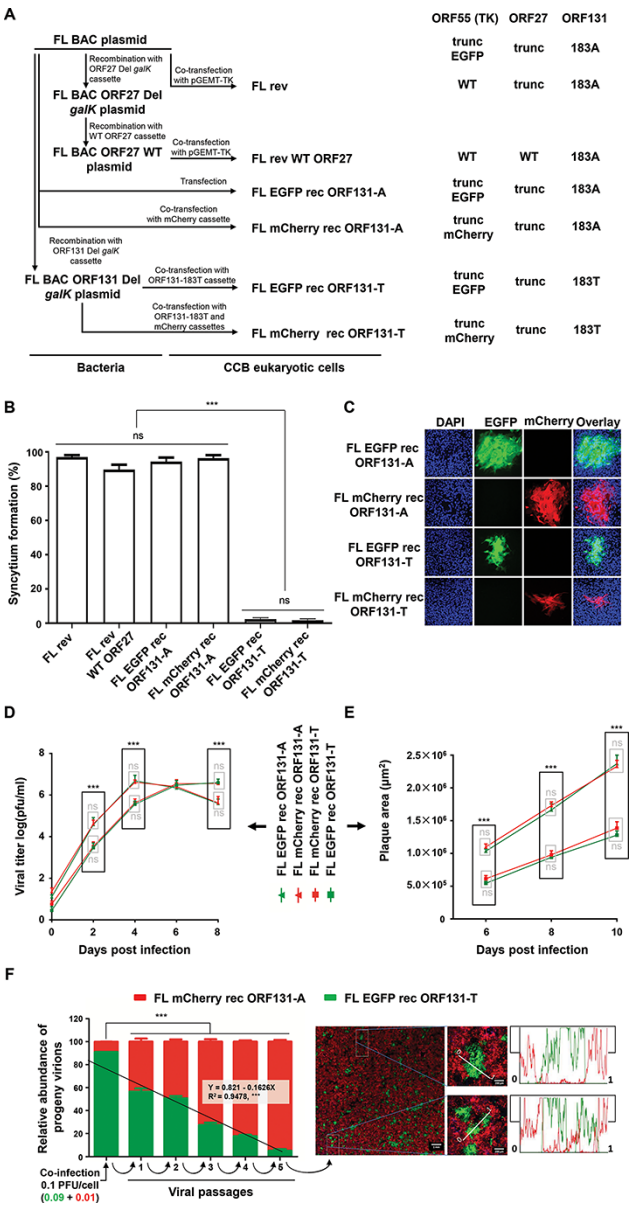 A
ORF55 (TK) ORF27 ORF131
FL BAC plasmid
trunc EGFP trunc 183A
Recombination with
ORF27 Del galK
cassette
Co-transfection
with pGEMT-TK
FL rev WT trunc 183A
FL BAC ORF27 Del
galK plasmid
Recombination with
WT ORF27 cassette
FL BAC ORF27 WT
plasmid
Co-transfection
with pGEMT-TK
FL rev WT ORF27 WT WT 183A
Transfection
FL EGFP rec ORF131-A trunc EGFP trunc 183A
Co-transfection
with mCherry cassette
FL mCherry rec ORF131-A trunc mCherry trunc 183A
Recombination with
ORF131 Del galK
cassette
FL BAC ORF131 Del
galK plasmid
Co-transfection with
ORF131-183T cassette
FL EGFP rec ORF131-T trunc EGFP trunc 183T
Co-transfection with
ORF131-183T and
mCherry cassettes
FL mCherry rec ORF131-T trunc mCherry trunc 183T
Bacteria CCB eukaryotic cells
B
***
ns
ns
Syncytium formation (%)
100
80
60
40
20
0
FL rev
FL rev
WT ORF27
FL EGFP rec
ORF131-A
FL mCherry rec
ORF131-A
FL EGFP rec
ORF131-T
FL mCherry rec
ORF131-T
C
DAPI EGFP mCherry Overlay
FL EGFP rec
ORF131-A
FL mCherry rec
ORF131-A
FL EGFP rec
ORF131-T
FL mCherry rec
ORF131-T
D
Viral titer log(pfu/ml)
8
6
4
2
0
*** *** ***
ns ns ns
ns ns ns
0 2 4 6 8
Days post infection
FL EGFP rec ORF131-A
FL mCherry rec ORF131-A
FL mCherry rec ORF131-T
FL EGFP rec ORF131-T
E
Plaque area (µm²)
2.5×10⁶
2.0×10⁶
1.5×10⁶
1.0×10⁶
5.0×10⁵
*** *** ***
ns ns ns
ns ns ns
6 8 10
Days post infection
F
FL mCherry rec ORF131-A FL EGFP rec ORF131-T
Relative abundance of
progeny virions
120
100
80
60
40
20
0
***
Y = 0.821 - 0.1626X
R² = 0.9478, ***
Co-infection
0.1 PFU/cell
(0.09 + 0.01)
1 2 3 4 5
Viral passages
0 1
0 1